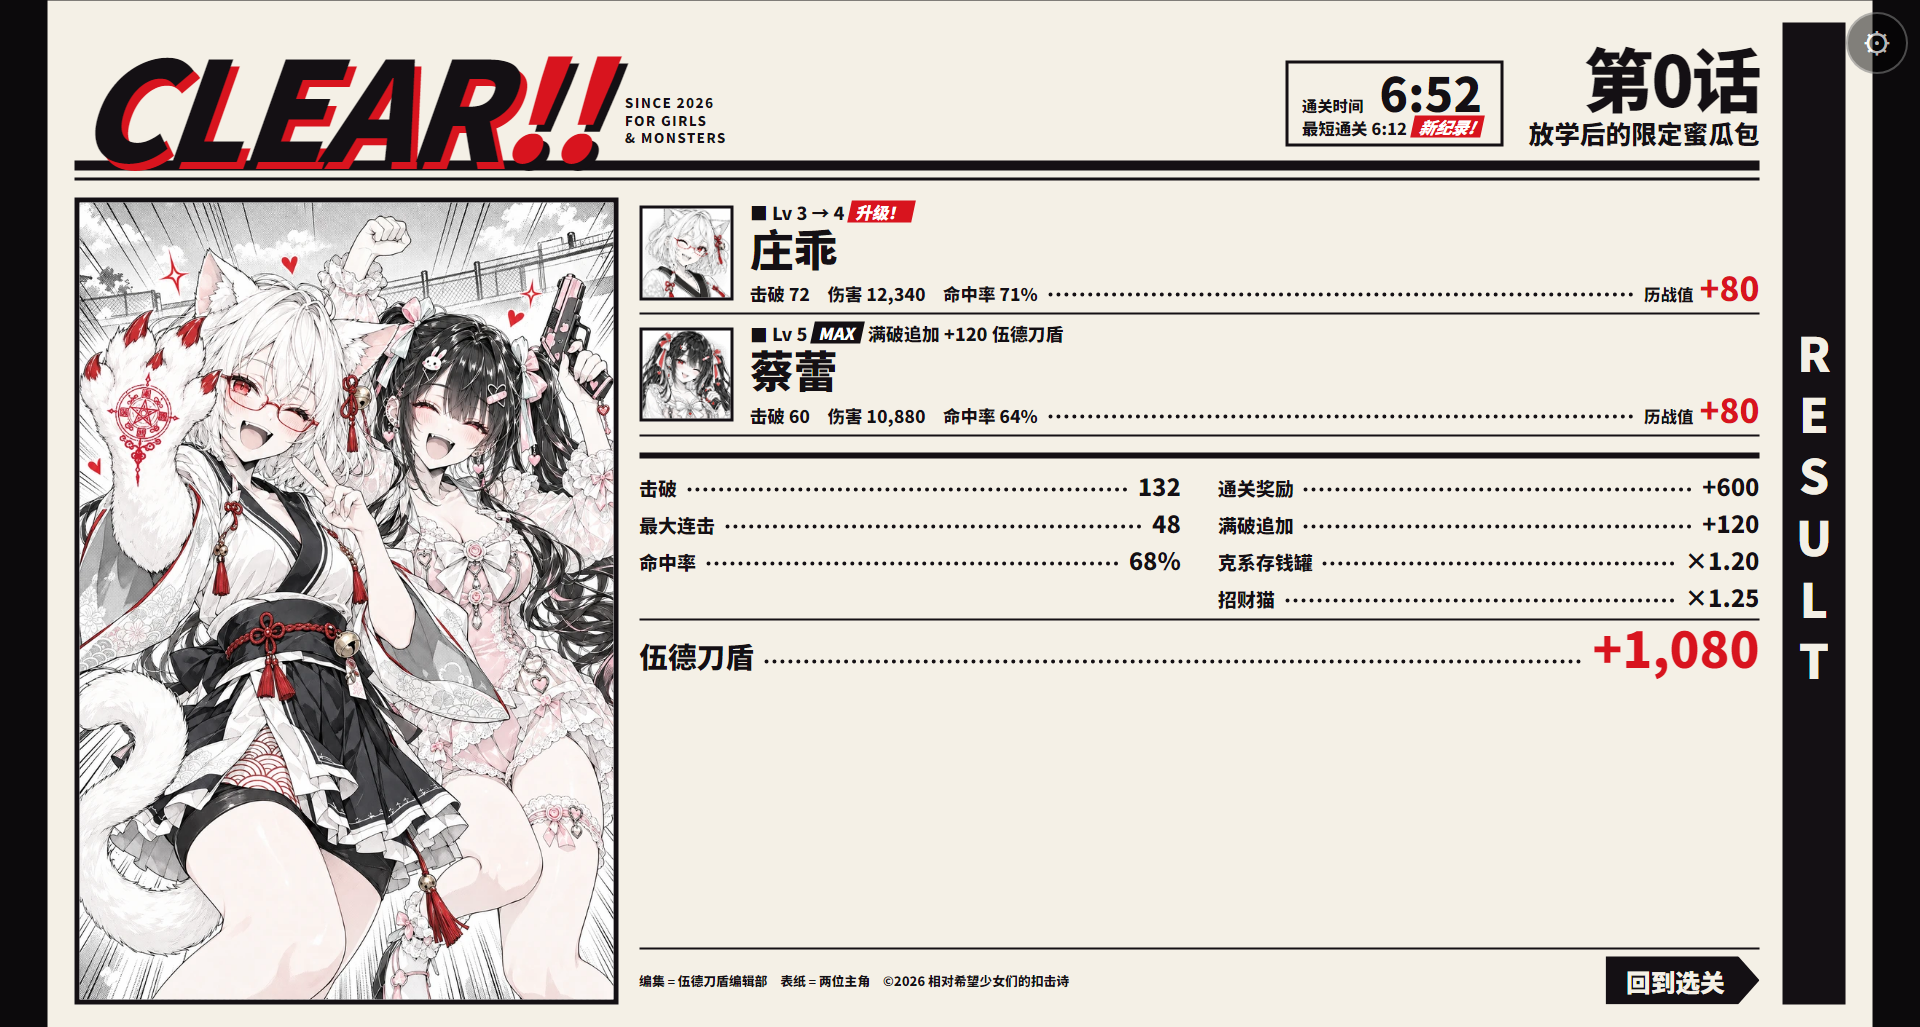 CLEAR!!
SINCE 2026
FOR GIRLS
& MONSTERS
通关时间 6:52
最短通关 6:12 新纪录!
第0话
放学后的限定蜜瓜包
■ Lv 3 → 4 升级!
庄乖
击破 72 伤害 12,340 命中率 71% 历战值 +80
■ Lv 5 MAX 满破追加 +120 伍德刀盾
蔡蕾
击破 60 伤害 10,880 命中率 64% 历战值 +80
击破 132
最大连击 48
命中率 68%
通关奖励 +600
满破追加 +120
克系存钱罐 ×1.20
招财猫 ×1.25
伍德刀盾 +1,080
编集 = 伍德刀盾编辑部 表纸 = 两位主角 ©2026 相对希望少女们的扣击诗
回到选关
RESULT